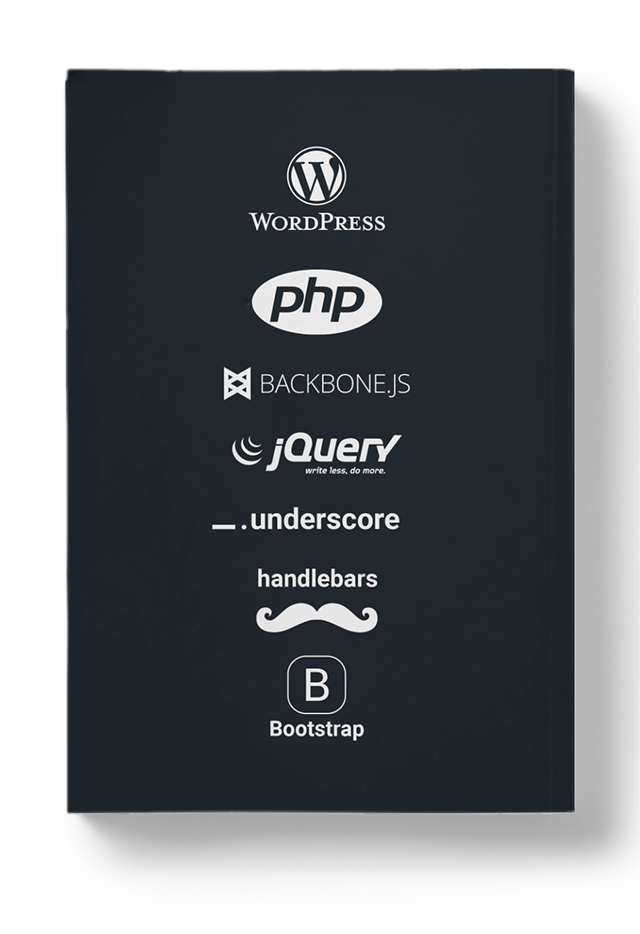 W
WORDPRESS
php
BACKBONE.JS
jQuery
write less, do more.
_.underscore
handlebars
B
Bootstrap